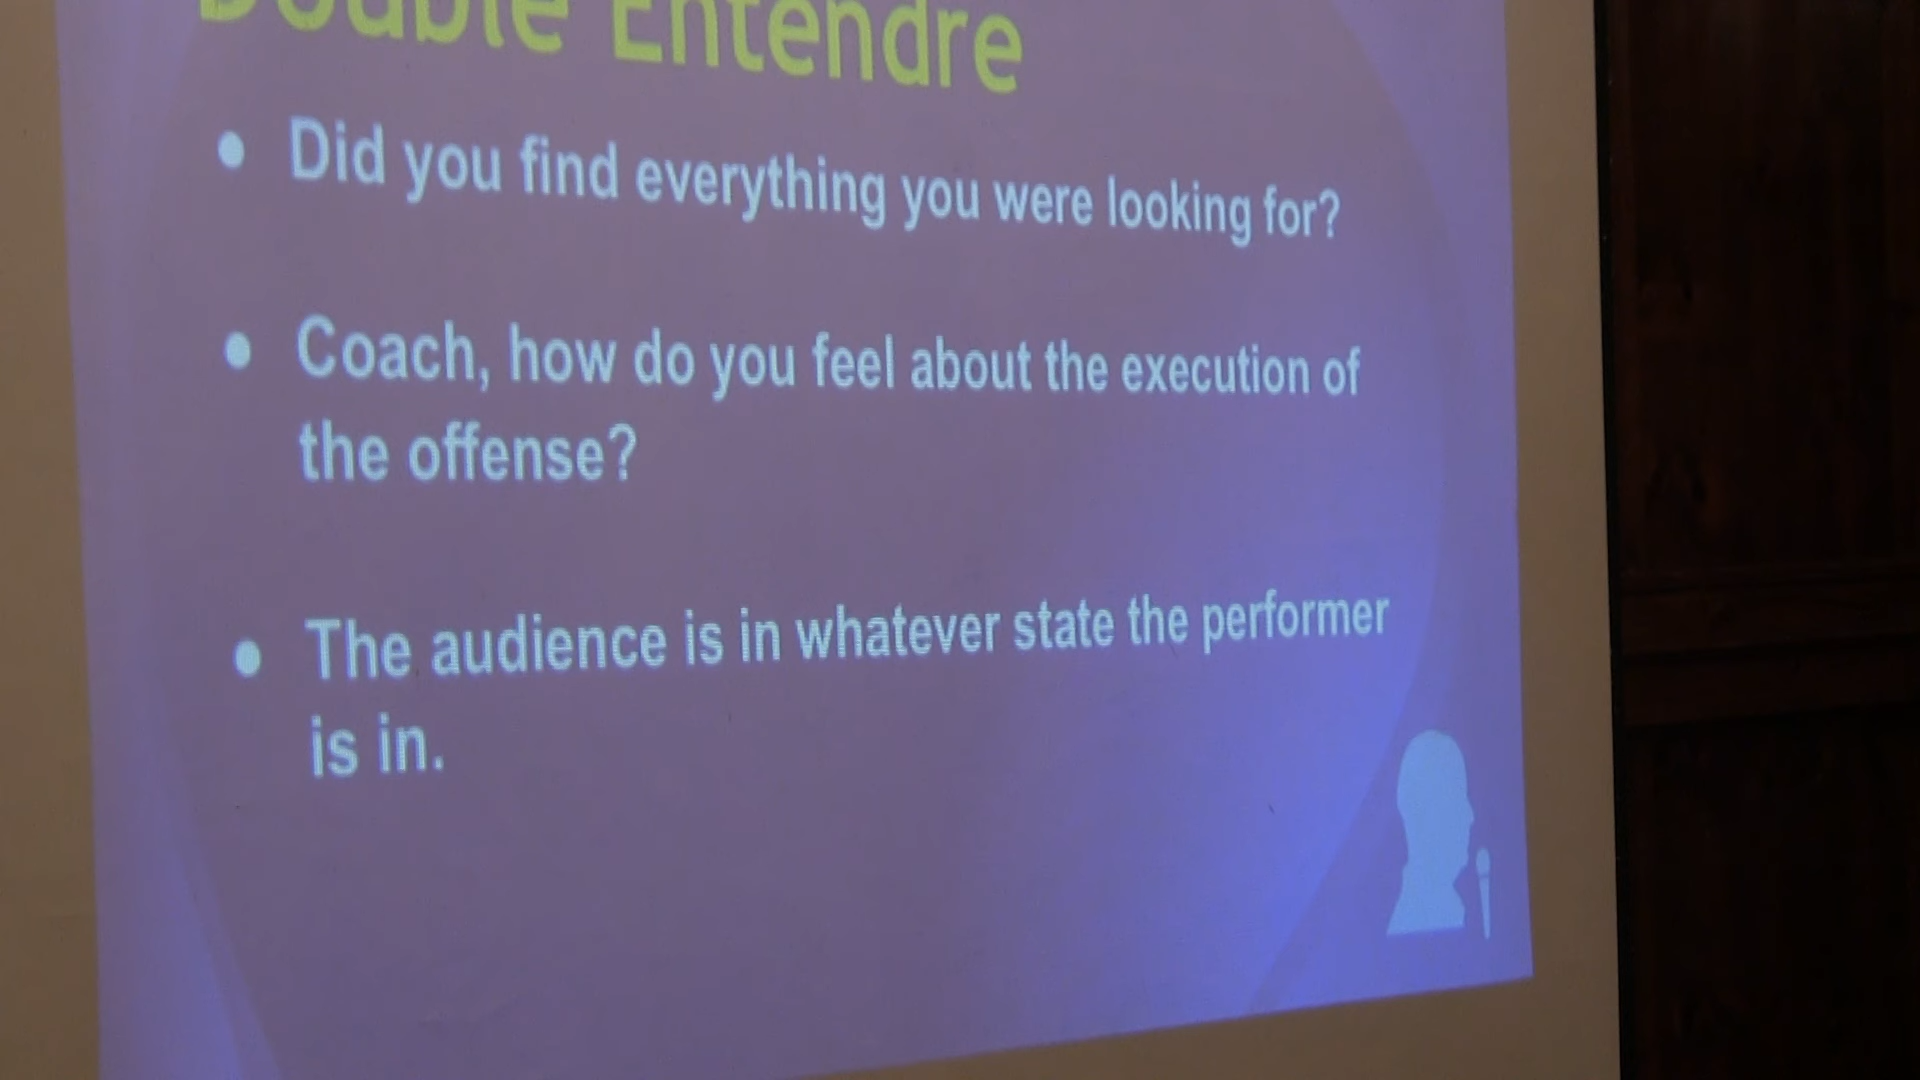 Double Entendre
• Did you find everything you were looking for?
• Coach, how do you feel about the execution of
the offense?
• The audience is in whatever state the performer
is in.